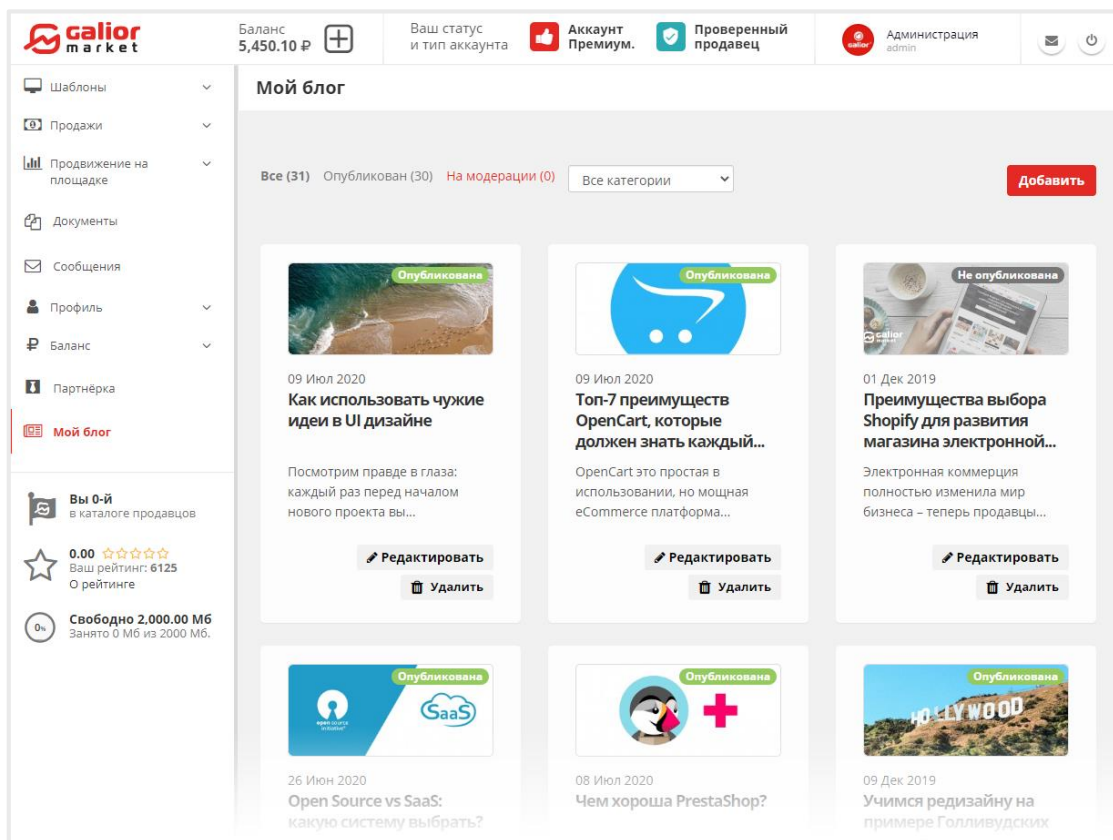 galior
market
Баланс
5,450.10 ₽
Ваш статус
и тип аккаунта
Аккаунт
Премиум.
Проверенный
продавец
galior
Администрация
admin
Шаблоны
Продажи
Продвижение на
площадке
Документы
Сообщения
Профиль
Баланс
Партнёрка
Мой блог
Вы 0-й
в каталоге продавцов
0.00
Ваш рейтинг: 6125
О рейтинге
0%
Свободно 2,000.00 Мб
Занято 0 Мб из 2000 Мб.
Мой блог
Все (31) Опубликован (30) На модерации (0) Все категории
Добавить
Опубликована
09 Июл 2020
Как использовать чужие
идеи в UI дизайне
Посмотрим правде в глаза:
каждый раз перед началом
нового проекта вы...
Редактировать
Удалить
Опубликована
09 Июл 2020
Топ-7 преимуществ
OpenCart, которые
должен знать каждый...
OpenCart это простая в
использовании, но мощная
eCommerce платформа...
Редактировать
Удалить
Не опубликована
galior
market
01 Дек 2019
Преимущества выбора
Shopify для развития
магазина электронной...
Электронная коммерция
полностью изменила мир
бизнеса – теперь продавцы...
Редактировать
Удалить
Опубликована
open source
initiative
SaaS
26 Июн 2020
Open Source vs SaaS:
какую систему выбрать?
Опубликована
08 Июл 2020
Чем хороша PrestaShop?
Опубликована
HOLLYWOOD
09 Дек 2019
Учимся редизайну на
примере Голливудских